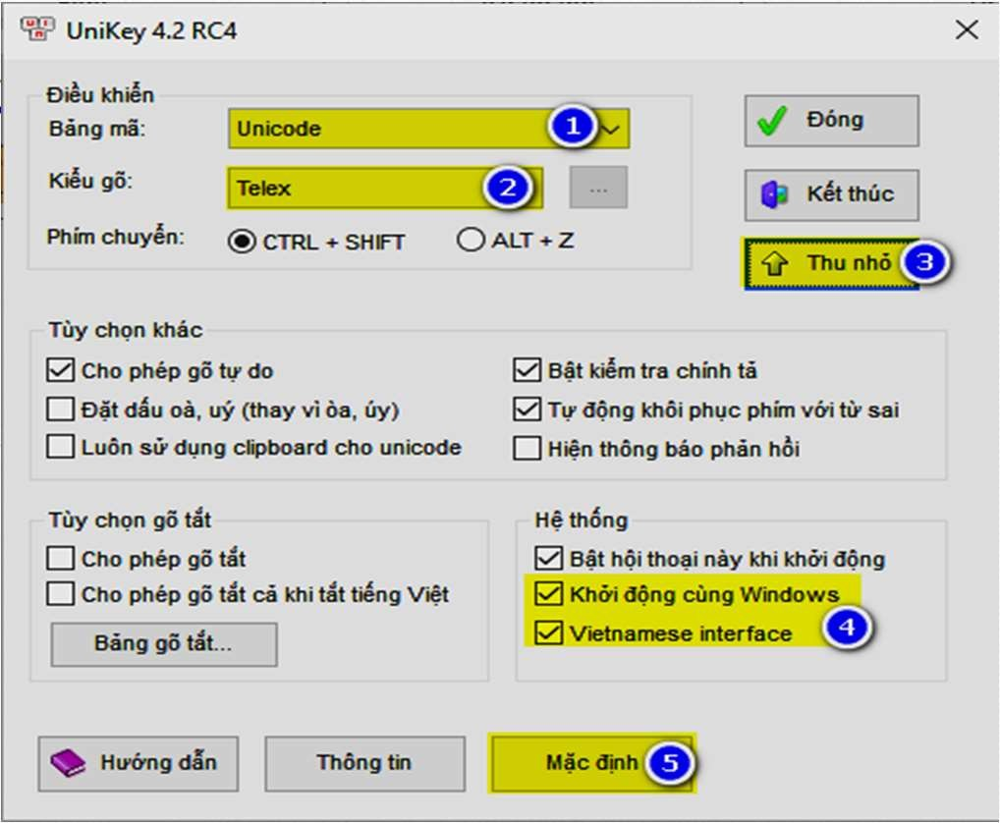 UniKey 4.2 RC4
Điều khiển
Bảng mã:
Unicode
1
Đóng
Kiểu gõ:
Telex
2
...
Kết thúc
Phím chuyển:
CTRL + SHIFT
ALT + Z
Thu nhỏ
3
Tùy chọn khác
Cho phép gõ tự do
Bật kiểm tra chính tả
Đặt dấu oà, uý (thay vì òa, úy)
Tự động khôi phục phím với từ sai
Luôn sử dụng clipboard cho unicode
Hiện thông báo phản hồi
Tùy chọn gõ tắt
Cho phép gõ tắt
Cho phép gõ tắt cả khi tắt tiếng Việt
Bảng gõ tắt...
Hệ thống
Bật hội thoại này khi khởi động
Khởi động cùng Windows
Vietnamese interface
4
Hướng dẫn
Thông tin
Mặc định
5